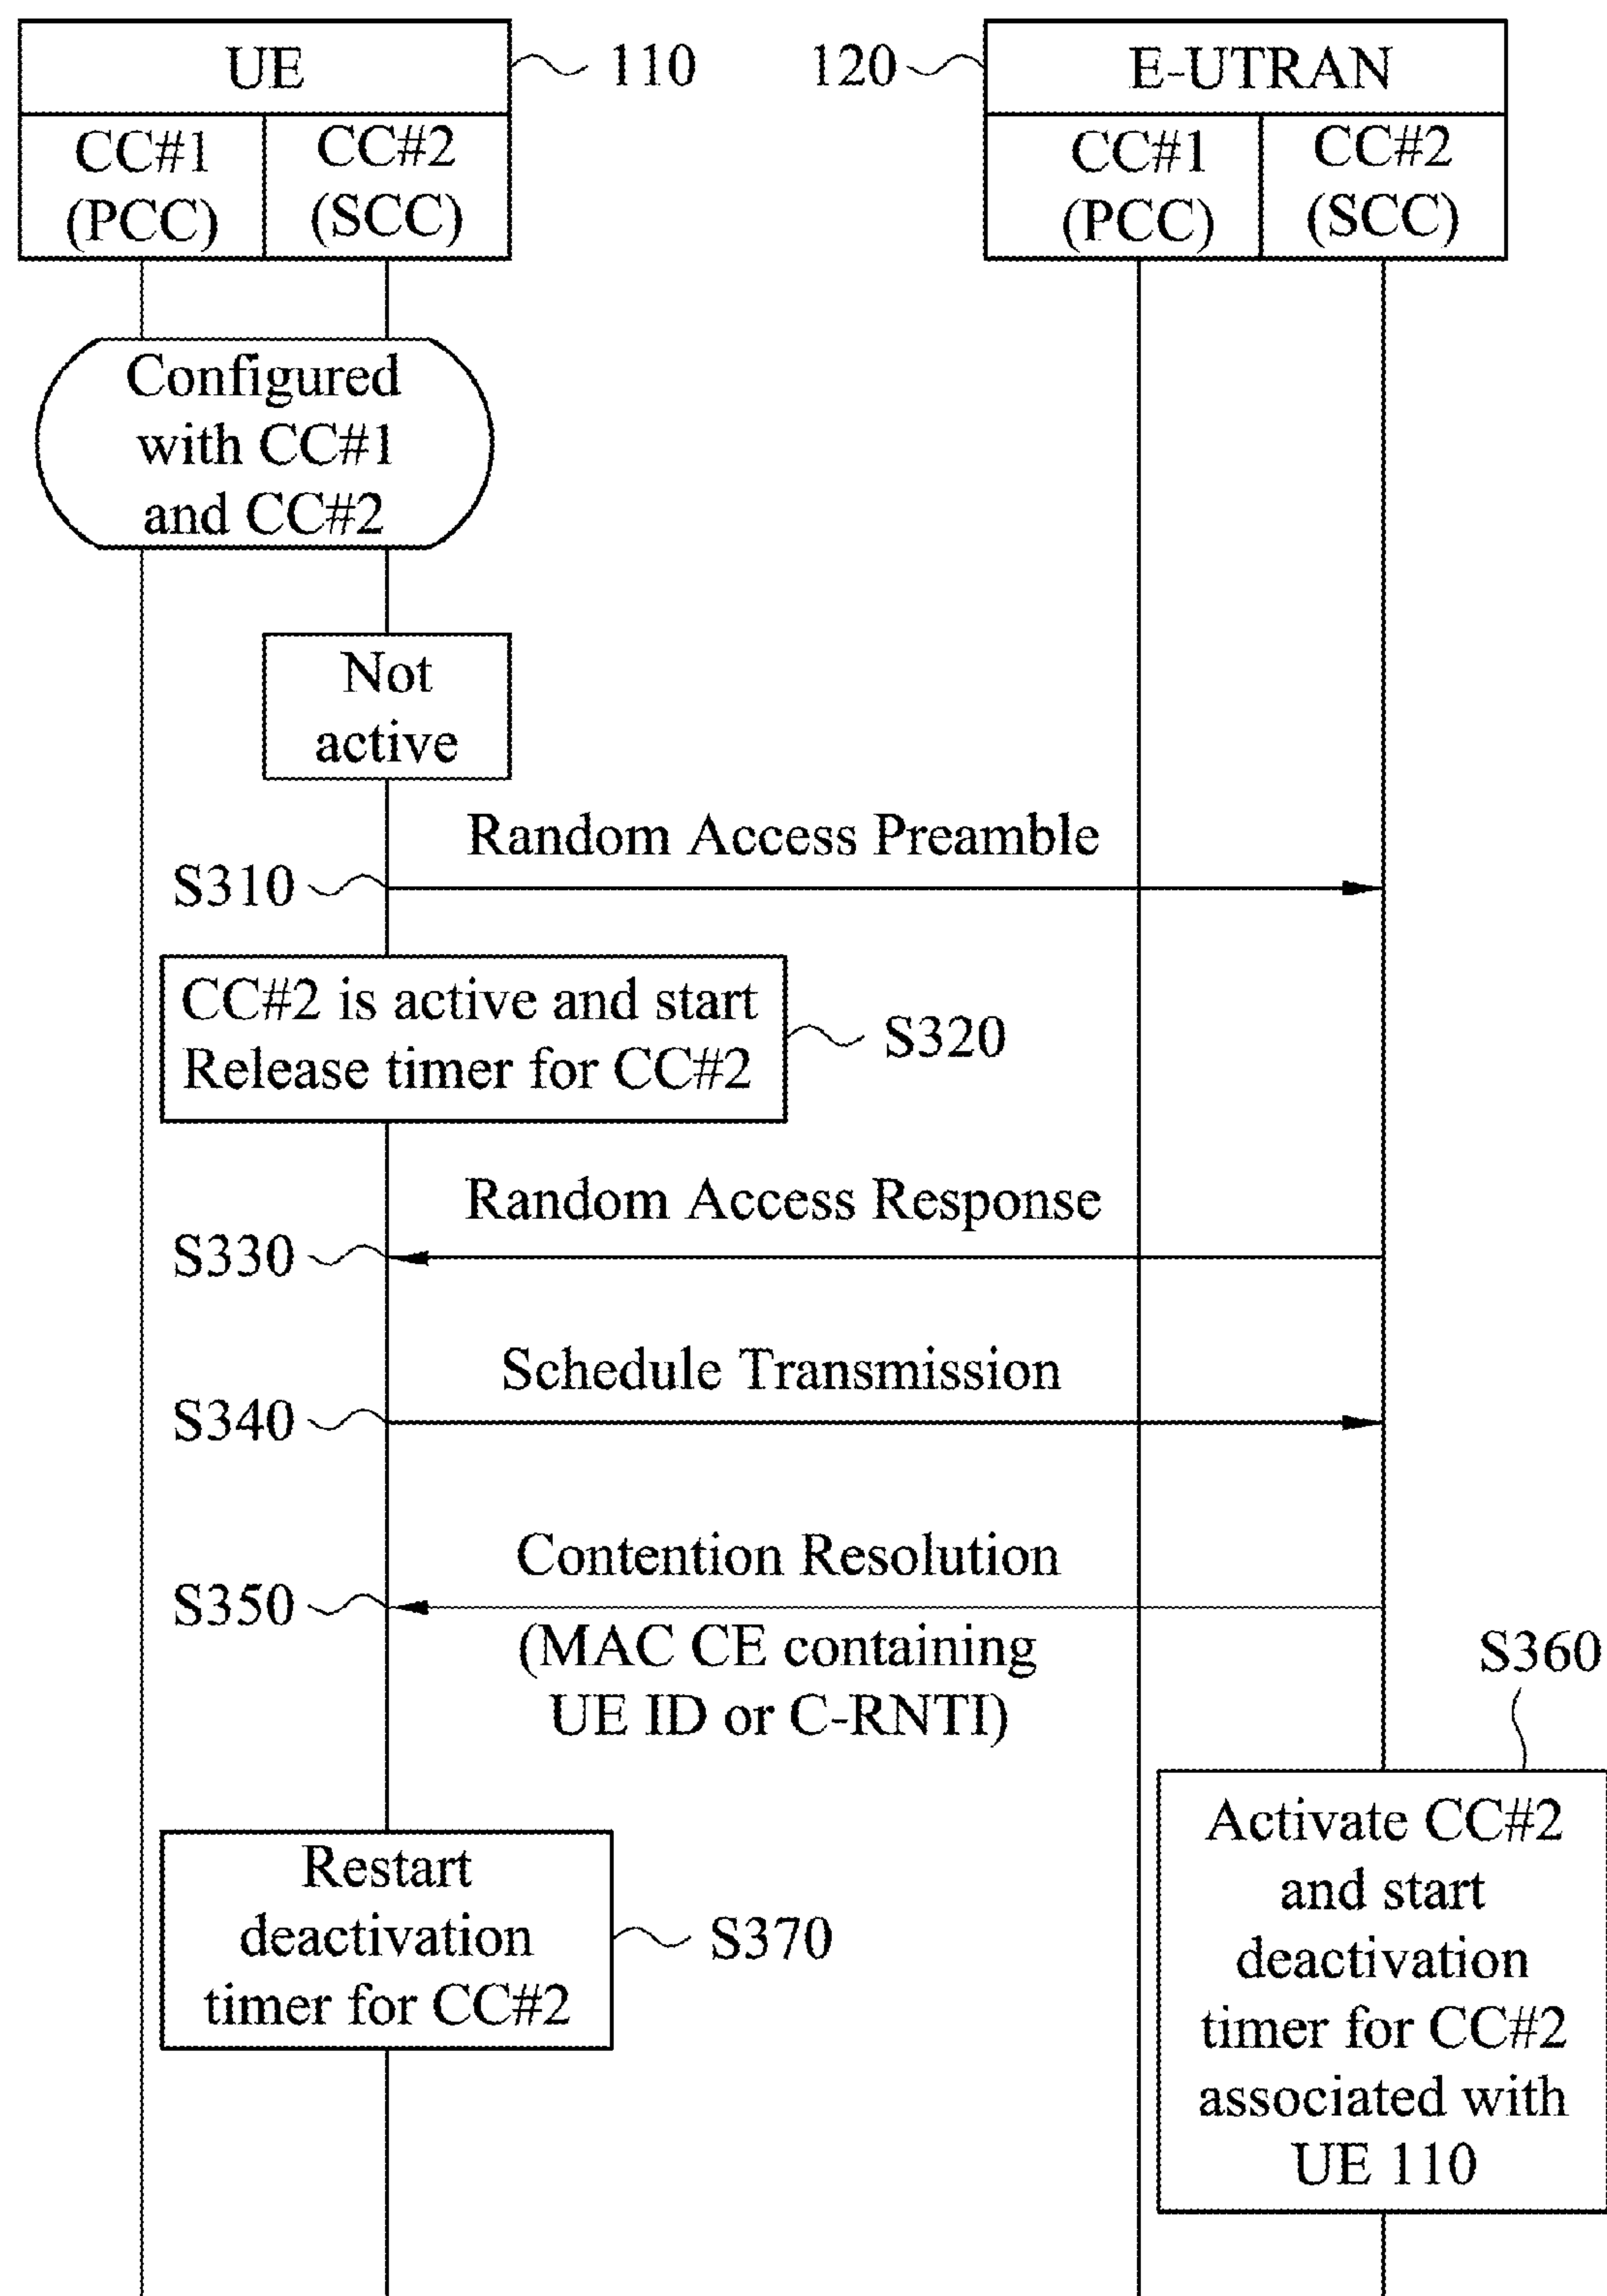 UE
110
120
E-UTRAN
CC#1
(PCC)
CC#2
(SCC)
CC#1
(PCC)
CC#2
(SCC)
Configured
with CC#1
and CC#2
Not
active
Random Access Preamble
S310
CC#2 is active and start
Release timer for CC#2
S320
Random Access Response
S330
Schedule Transmission
S340
Contention Resolution
S350
(MAC CE containing
UE ID or C-RNTI)
S360
Activate CC#2
and start
deactivation
timer for CC#2
associated with
UE 110
Restart
deactivation
timer for CC#2
S370